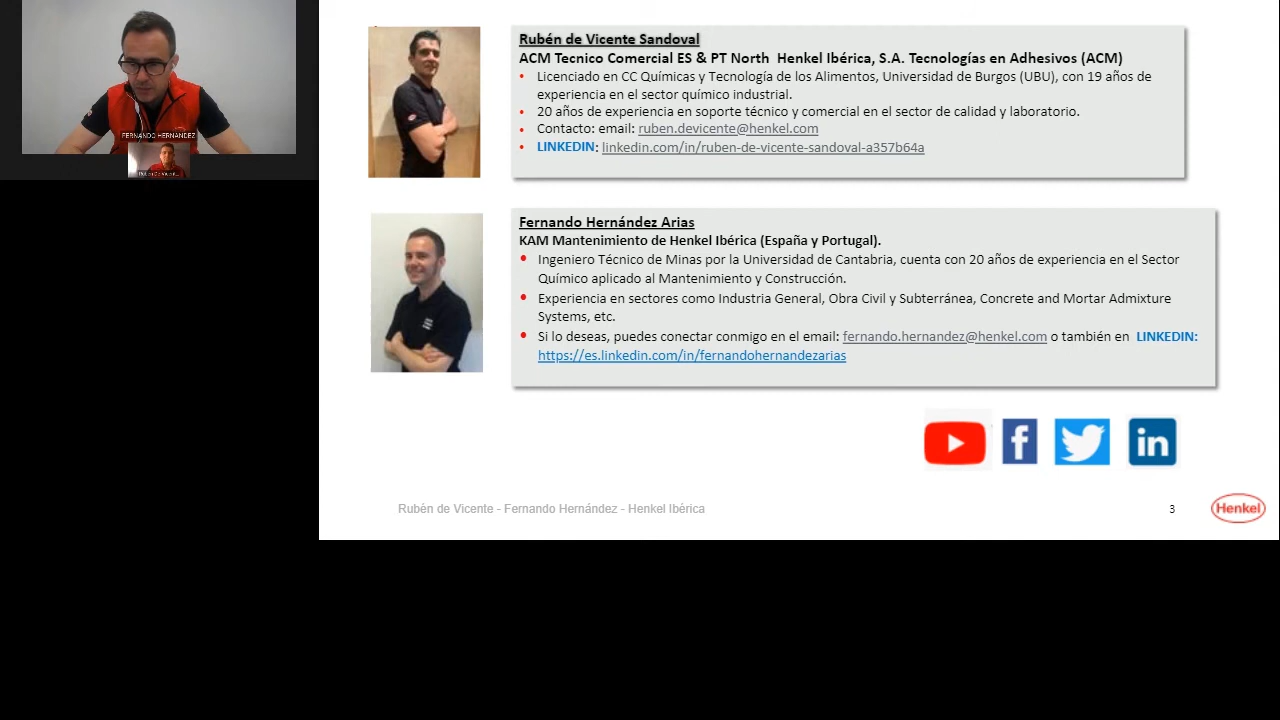 FERNANDO HERNANDEZ
Ruben De Vicent...
Rubén de Vicente Sandoval
ACM Tecnico Comercial ES & PT North Henkel Ibérica, S.A. Tecnologías en Adhesivos (ACM)
• Licenciado en CC Químicas y Tecnología de los Alimentos, Universidad de Burgos (UBU), con 19 años de
experiencia en el sector químico industrial.
• 20 años de experiencia en soporte técnico y comercial en el sector de calidad y laboratorio.
• Contacto: email: ruben.devicente@henkel.com
• LINKEDIN: linkedin.com/in/ruben-de-vicente-sandoval-a357b64a
Fernando Hernández Arias
KAM Mantenimiento de Henkel Ibérica (España y Portugal).
• Ingeniero Técnico de Minas por la Universidad de Cantabria, cuenta con 20 años de experiencia en el Sector
Químico aplicado al Mantenimiento y Construcción.
• Experiencia en sectores como Industria General, Obra Civil y Subterránea, Concrete and Mortar Admixture
Systems, etc.
• Si lo deseas, puedes conectar conmigo en el email: fernando.hernandez@henkel.com o también en LINKEDIN:
https://es.linkedin.com/in/fernandohernandezarias
f
in
Rubén de Vicente - Fernando Hernández - Henkel Ibérica
3
Henkel